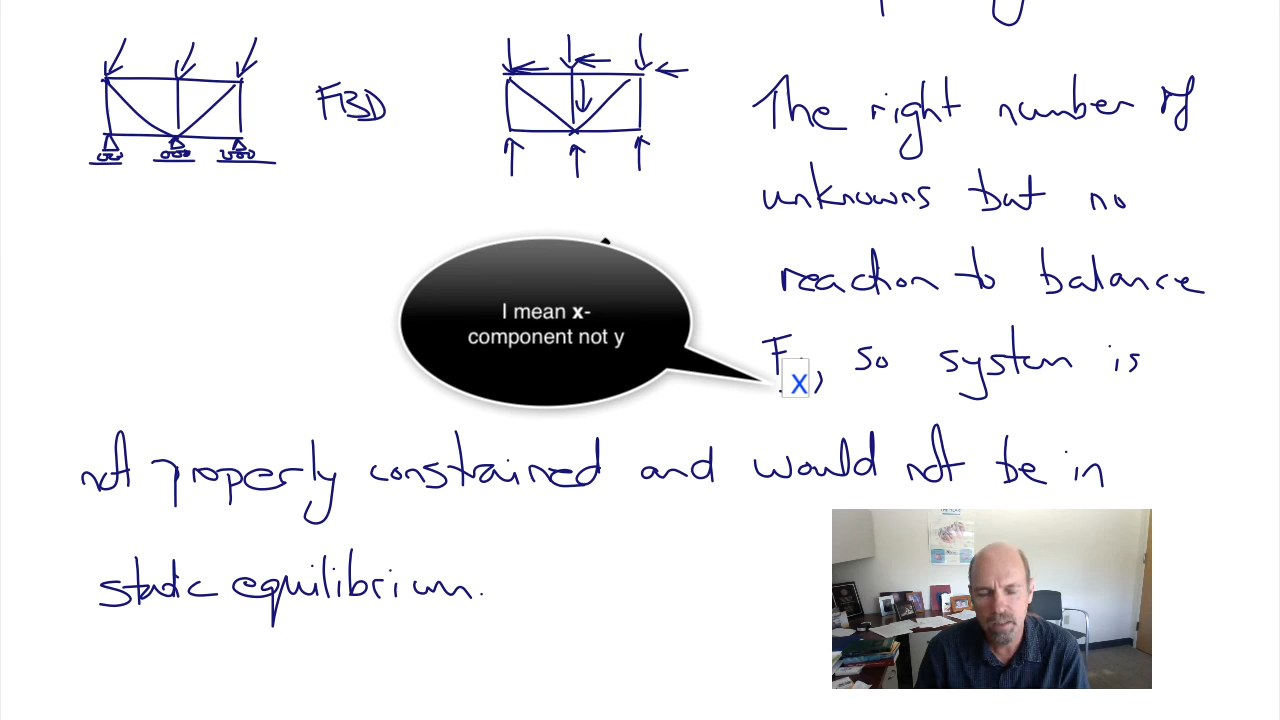 FBD
The right number of
unknowns but no
reaction to balance
I mean x-
component not y
Fx, so system is
not properly constrained and would not be in
static equilibrium.